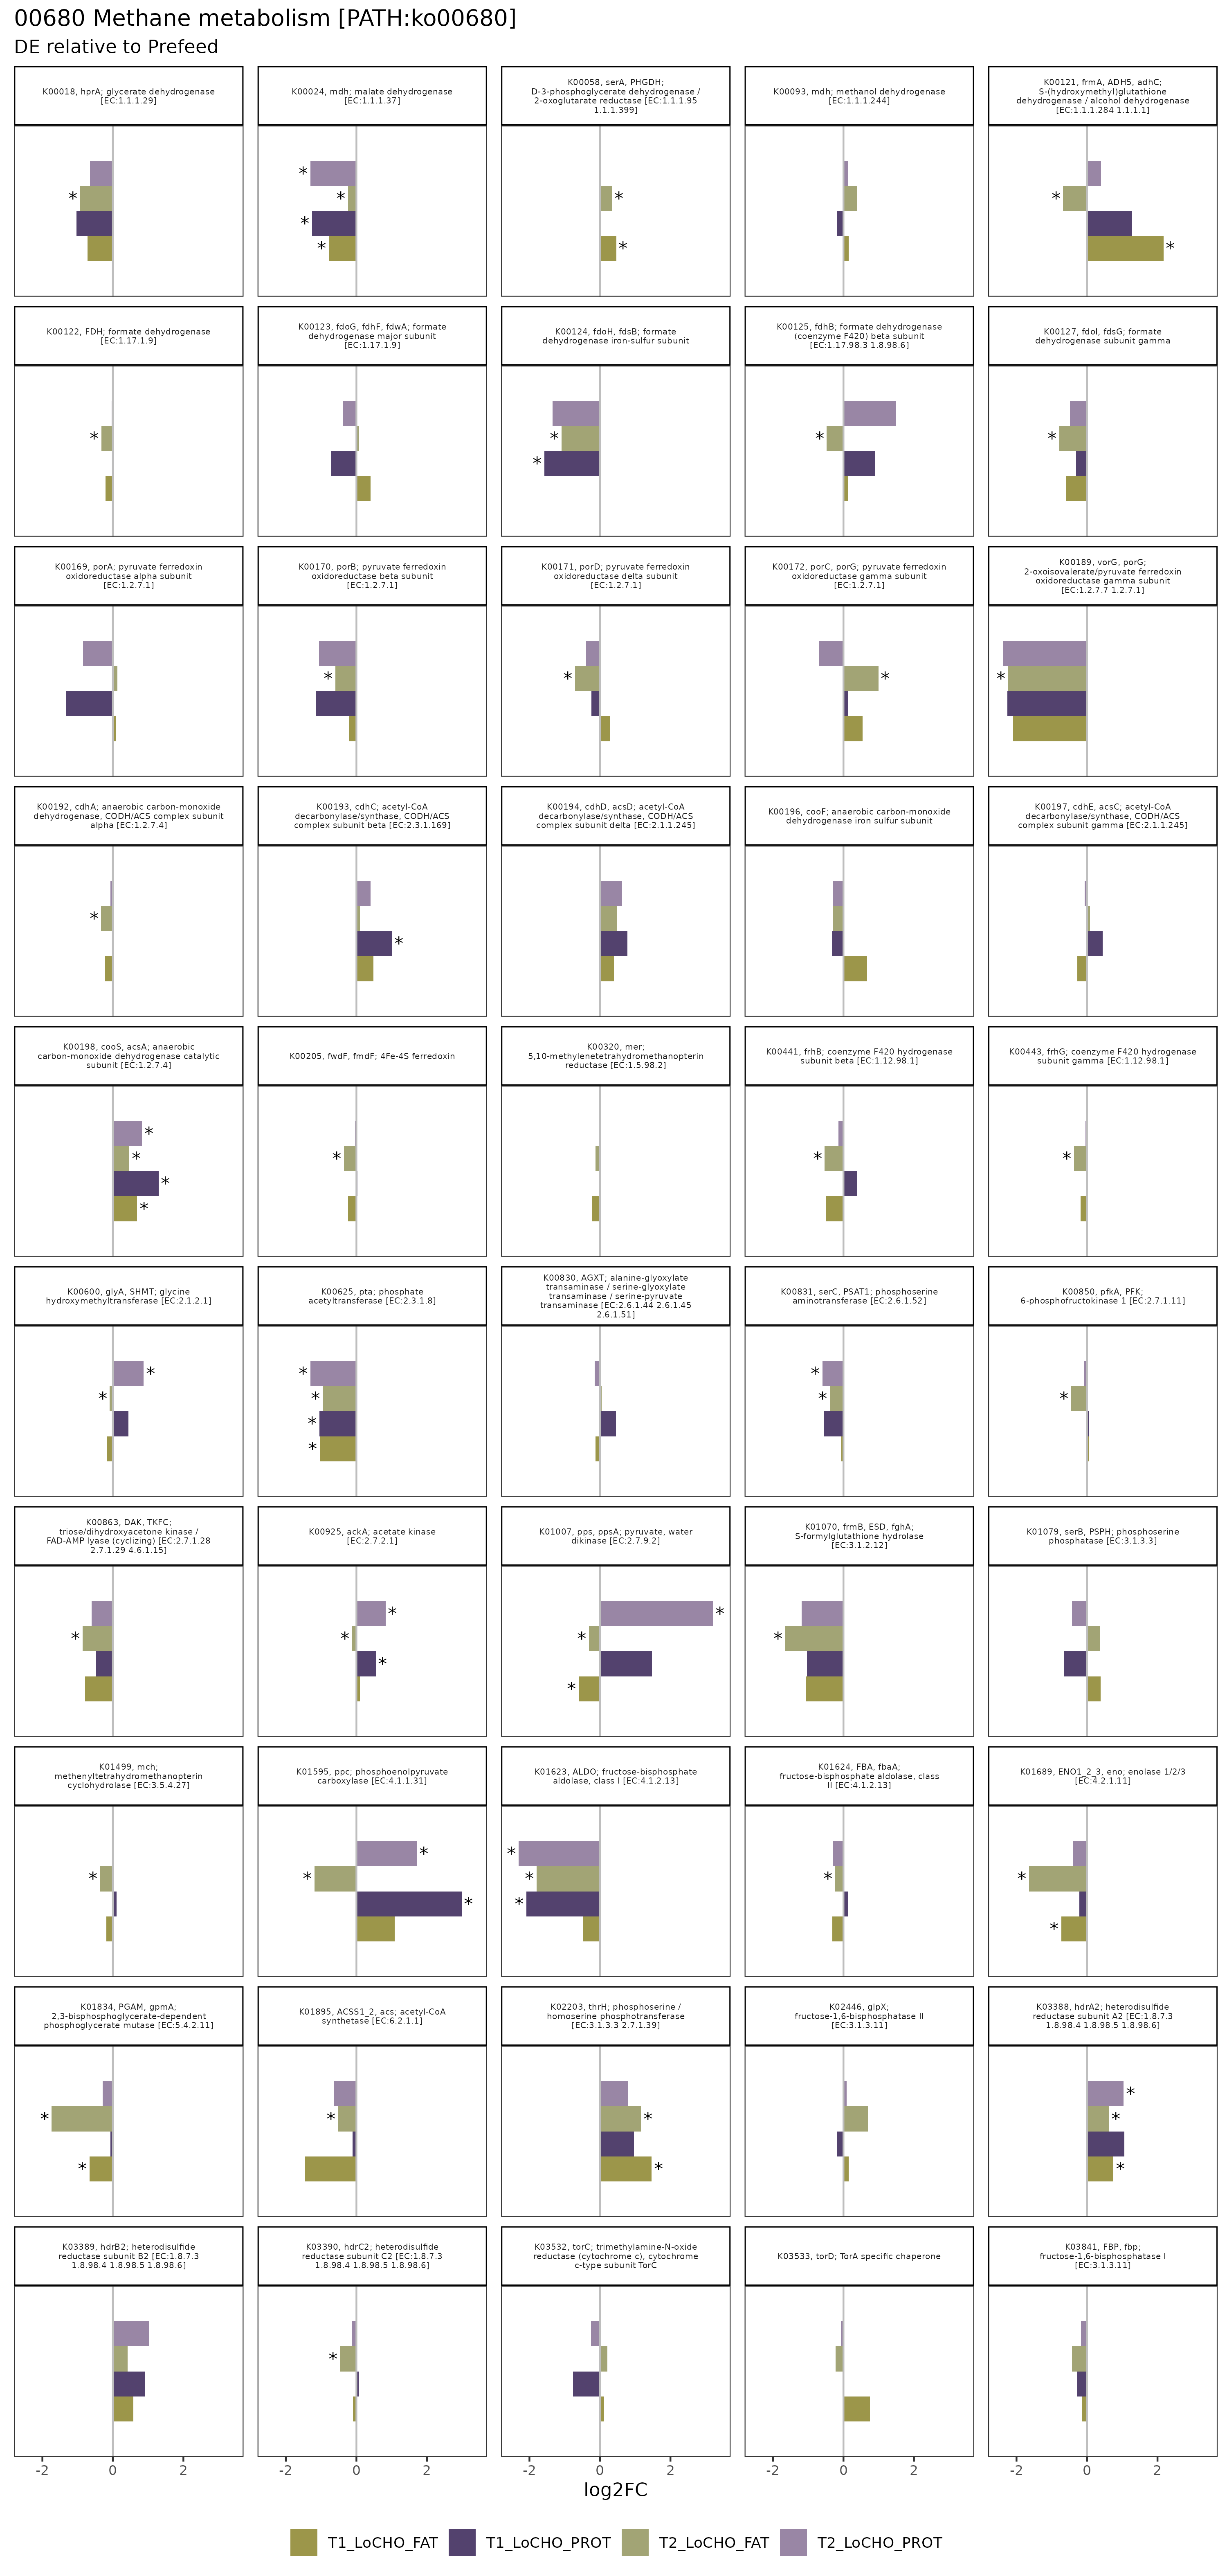 00680 Methane metabolism [PATH:ko00680]
DE relative to Prefeed
K00018, hprA; glycerate dehydrogenase
[EC:1.1.1.29]
K00024, mdh; malate dehydrogenase
[EC:1.1.1.37]
K00058, serA, PHGDH;
D-3-phosphoglycerate dehydrogenase /
2-oxoglutarate reductase [EC:1.1.1.95
1.1.1.399]
K00093, mdh; methanol dehydrogenase
[EC:1.1.1.244]
K00121, frmA, ADH5, adhC;
S-(hydroxymethyl)glutathione
dehydrogenase / alcohol dehydrogenase
[EC:1.1.1.284 1.1.1.1]
* * * * * * * * *
K00122, FDH; formate dehydrogenase
[EC:1.17.1.9]
K00123, fdoG, fdhF, fdwA; formate
dehydrogenase major subunit
[EC:1.17.1.9]
K00124, fdoH, fdsB; formate
dehydrogenase iron-sulfur subunit
K00125, fdhB; formate dehydrogenase
(coenzyme F420) beta subunit
[EC:1.17.98.3 1.8.98.6]
K00127, fdoI, fdsG; formate
dehydrogenase subunit gamma
* * * * *
K00169, porA; pyruvate ferredoxin
oxidoreductase alpha subunit
[EC:1.2.7.1]
K00170, porB; pyruvate ferredoxin
oxidoreductase beta subunit
[EC:1.2.7.1]
K00171, porD; pyruvate ferredoxin
oxidoreductase delta subunit
[EC:1.2.7.1]
K00172, porC, porG; pyruvate ferredoxin
oxidoreductase gamma subunit
[EC:1.2.7.1]
K00189, vorG, porG;
2-oxoisovalerate/pyruvate ferredoxin
oxidoreductase gamma subunit
[EC:1.2.7.7 1.2.7.1]
* * * *
K00192, cdhA; anaerobic carbon-monoxide
dehydrogenase, CODH/ACS complex subunit
alpha [EC:1.2.7.4]
K00193, cdhC; acetyl-CoA
decarbonylase/synthase, CODH/ACS
complex subunit beta [EC:2.3.1.169]
K00194, cdhD, acsD; acetyl-CoA
decarbonylase/synthase, CODH/ACS
complex subunit delta [EC:2.1.1.245]
K00196, cooF; anaerobic carbon-monoxide
dehydrogenase iron sulfur subunit
K00197, cdhE, acsC; acetyl-CoA
decarbonylase/synthase, CODH/ACS
complex subunit gamma [EC:2.1.1.245]
* *
K00198, cooS, acsA; anaerobic
carbon-monoxide dehydrogenase catalytic
subunit [EC:1.2.7.4]
K00205, fwdF, fmdF; 4Fe-4S ferredoxin
K00320, mer;
5,10-methylenetetrahydromethanopterin
reductase [EC:1.5.98.2]
K00441, frhB; coenzyme F420 hydrogenase
subunit beta [EC:1.12.98.1]
K00443, frhG; coenzyme F420 hydrogenase
subunit gamma [EC:1.12.98.1]
* * * * * * *
K00600, glyA, SHMT; glycine
hydroxymethyltransferase [EC:2.1.2.1]
K00625, pta; phosphate
acetyltransferase [EC:2.3.1.8]
K00830, AGXT; alanine-glyoxylate
transaminase / serine-glyoxylate
transaminase / serine-pyruvate
transaminase [EC:2.6.1.44 2.6.1.45
2.6.1.51]
K00831, serC, PSAT1; phosphoserine
aminotransferase [EC:2.6.1.52]
K00850, pfkA, PFK;
6-phosphofructokinase 1 [EC:2.7.1.11]
* * * * * * * * *
K00863, DAK, TKFC;
triose/dihydroxyacetone kinase /
FAD-AMP lyase (cyclizing) [EC:2.7.1.28
2.7.1.29 4.6.1.15]
K00925, ackA; acetate kinase
[EC:2.7.2.1]
K01007, pps, ppsA; pyruvate, water
dikinase [EC:2.7.9.2]
K01070, frmB, ESD, fghA;
S-formylglutathione hydrolase
[EC:3.1.2.12]
K01079, serB, PSPH; phosphoserine
phosphatase [EC:3.1.3.3]
* * * * * * * *
K01499, mch;
methenyltetrahydromethanopterin
cyclohydrolase [EC:3.5.4.27]
K01595, ppc; phosphoenolpyruvate
carboxylase [EC:4.1.1.31]
K01623, ALDO; fructose-bisphosphate
aldolase, class I [EC:4.1.2.13]
K01624, FBA, fbaA;
fructose-bisphosphate aldolase, class
II [EC:4.1.2.13]
K01689, ENO1_2_3, eno; enolase 1/2/3
[EC:4.2.1.11]
* * * * * * * * * *
K01834, PGAM, gpmA;
2,3-bisphosphoglycerate-dependent
phosphoglycerate mutase [EC:5.4.2.11]
K01895, ACSS1_2, acs; acetyl-CoA
synthetase [EC:6.2.1.1]
K02203, thrH; phosphoserine /
homoserine phosphotransferase
[EC:3.1.3.3 2.7.1.39]
K02446, glpX;
fructose-1,6-bisphosphatase II
[EC:3.1.3.11]
K03388, hdrA2; heterodisulfide
reductase subunit A2 [EC:1.8.7.3
1.8.98.4 1.8.98.5 1.8.98.6]
* * * * * * * *
K03389, hdrB2; heterodisulfide
reductase subunit B2 [EC:1.8.7.3
1.8.98.4 1.8.98.5 1.8.98.6]
K03390, hdrC2; heterodisulfide
reductase subunit C2 [EC:1.8.7.3
1.8.98.4 1.8.98.5 1.8.98.6]
K03532, torC; trimethylamine-N-oxide
reductase (cytochrome c), cytochrome
c-type subunit TorC
K03533, torD; TorA specific chaperone
K03841, FBP, fbp;
fructose-1,6-bisphosphatase I
[EC:3.1.3.11]
*
-2 0 2 -2 0 2 -2 0 2 -2 0 2 -2 0 2
log2FC
T1_LoCHO_FAT T1_LoCHO_PROT T2_LoCHO_FAT T2_LoCHO_PROT